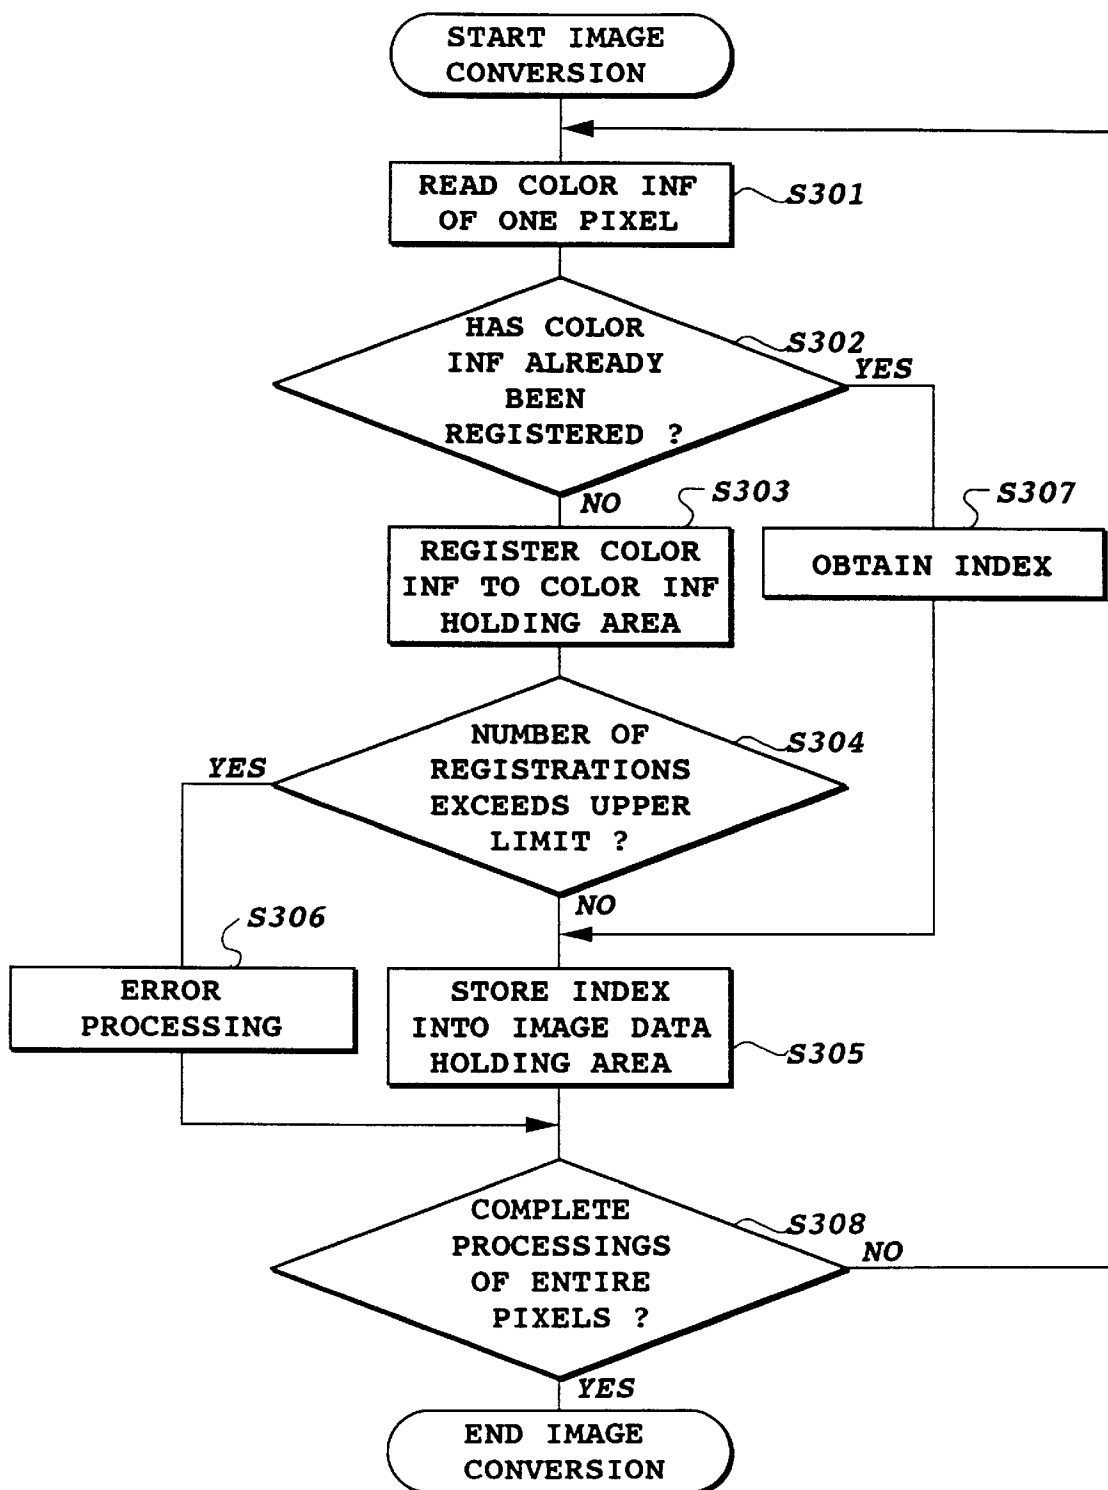 START IMAGE
CONVERSION
READ COLOR INF
OF ONE PIXEL
S301
HAS COLOR
INF ALREADY
BEEN
REGISTERED ?
S302
YES
NO
S303
REGISTER COLOR
INF TO COLOR INF
HOLDING AREA
S307
OBTAIN INDEX
NUMBER OF
REGISTRATIONS
EXCEEDS UPPER
LIMIT ?
S304
YES
NO
S306
ERROR
PROCESSING
STORE INDEX
INTO IMAGE DATA
HOLDING AREA
S305
COMPLETE
PROCESSINGS
OF ENTIRE
PIXELS ?
S308
NO
YES
END IMAGE
CONVERSION